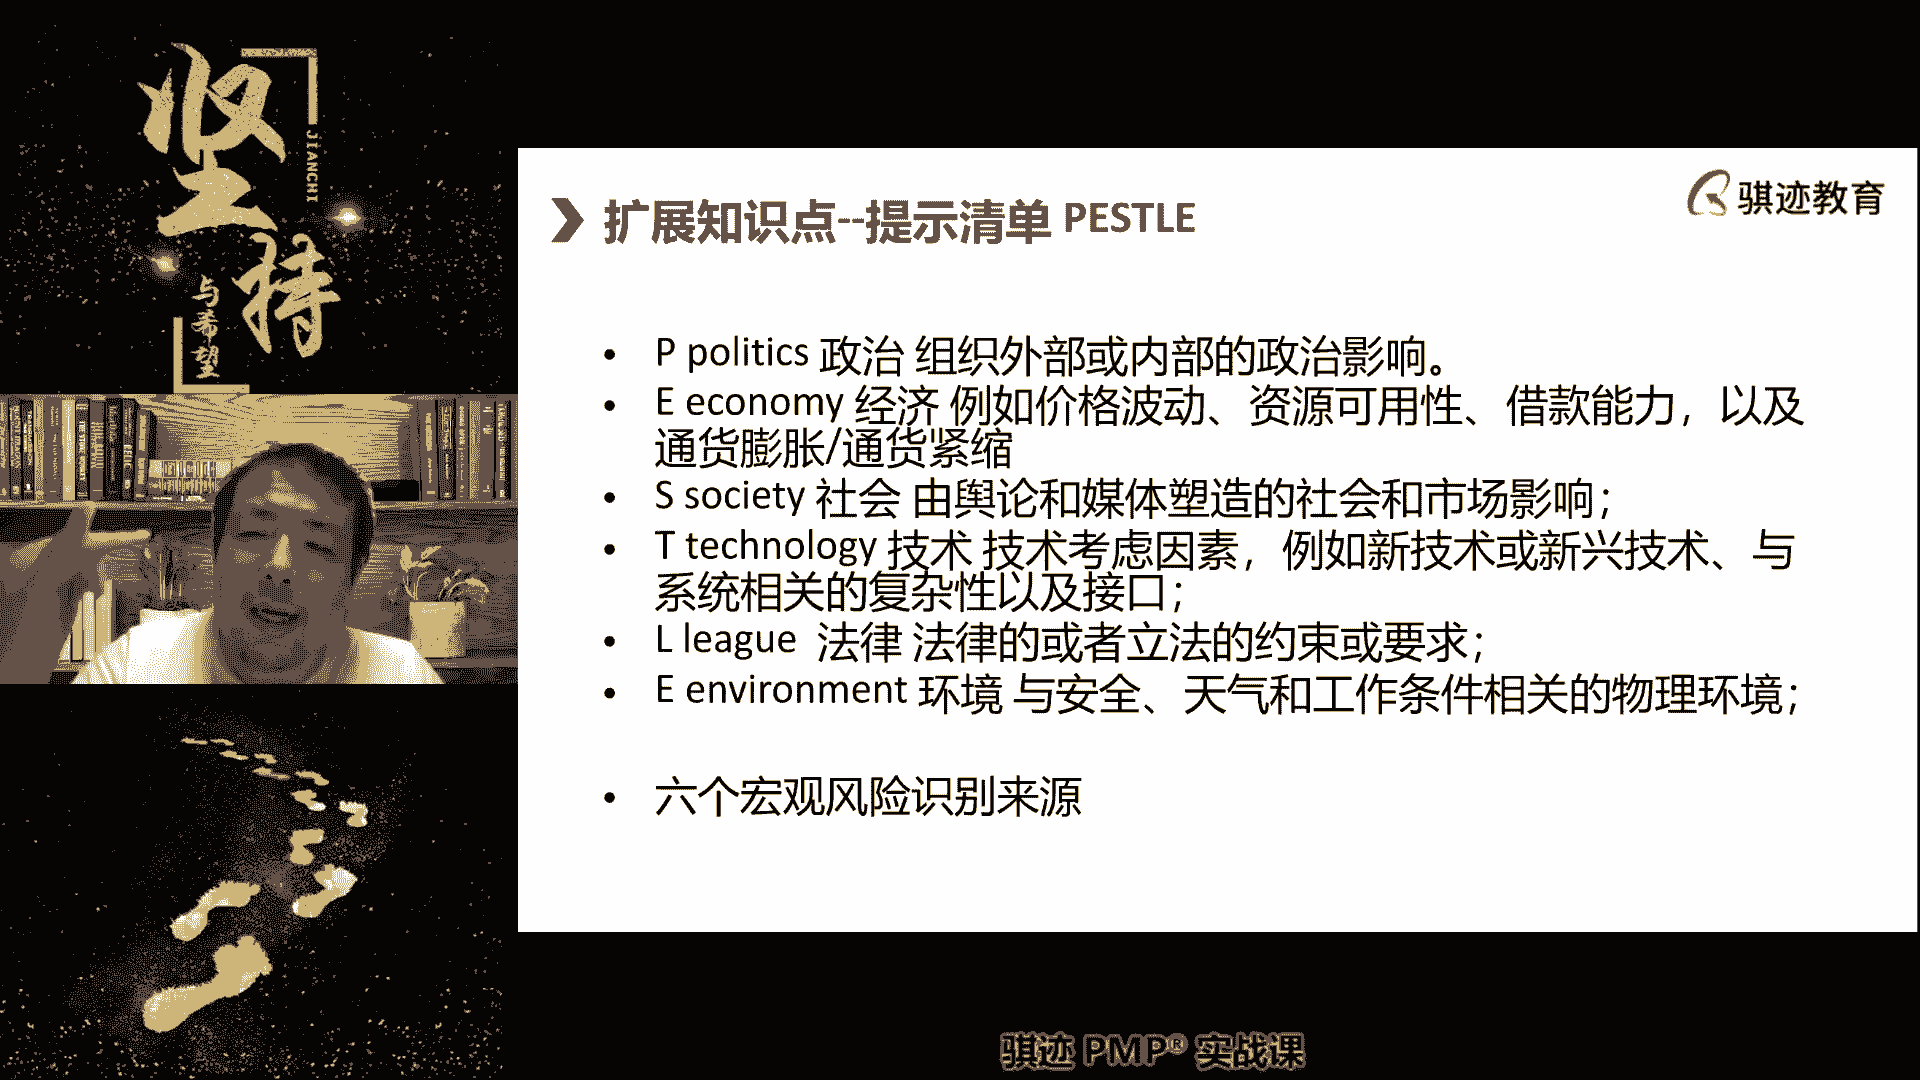 坚持
JIANCHI
与希望
骐迹教育
扩展知识点--提示清单 PESTLE
• P politics 政治 组织外部或内部的政治影响。
• E economy 经济 例如价格波动、资源可用性、借款能力，以及
通货膨胀/通货紧缩
• S society 社会 由舆论和媒体塑造的社会和市场影响；
• T technology 技术 技术考虑因素，例如新技术或新兴技术、与
系统相关的复杂性以及接口；
• L league 法律 法律的或者立法的约束或要求；
• E environment 环境 与安全、天气和工作条件相关的物理环境；
• 六个宏观风险识别来源
骐迹 PMP® 实战课